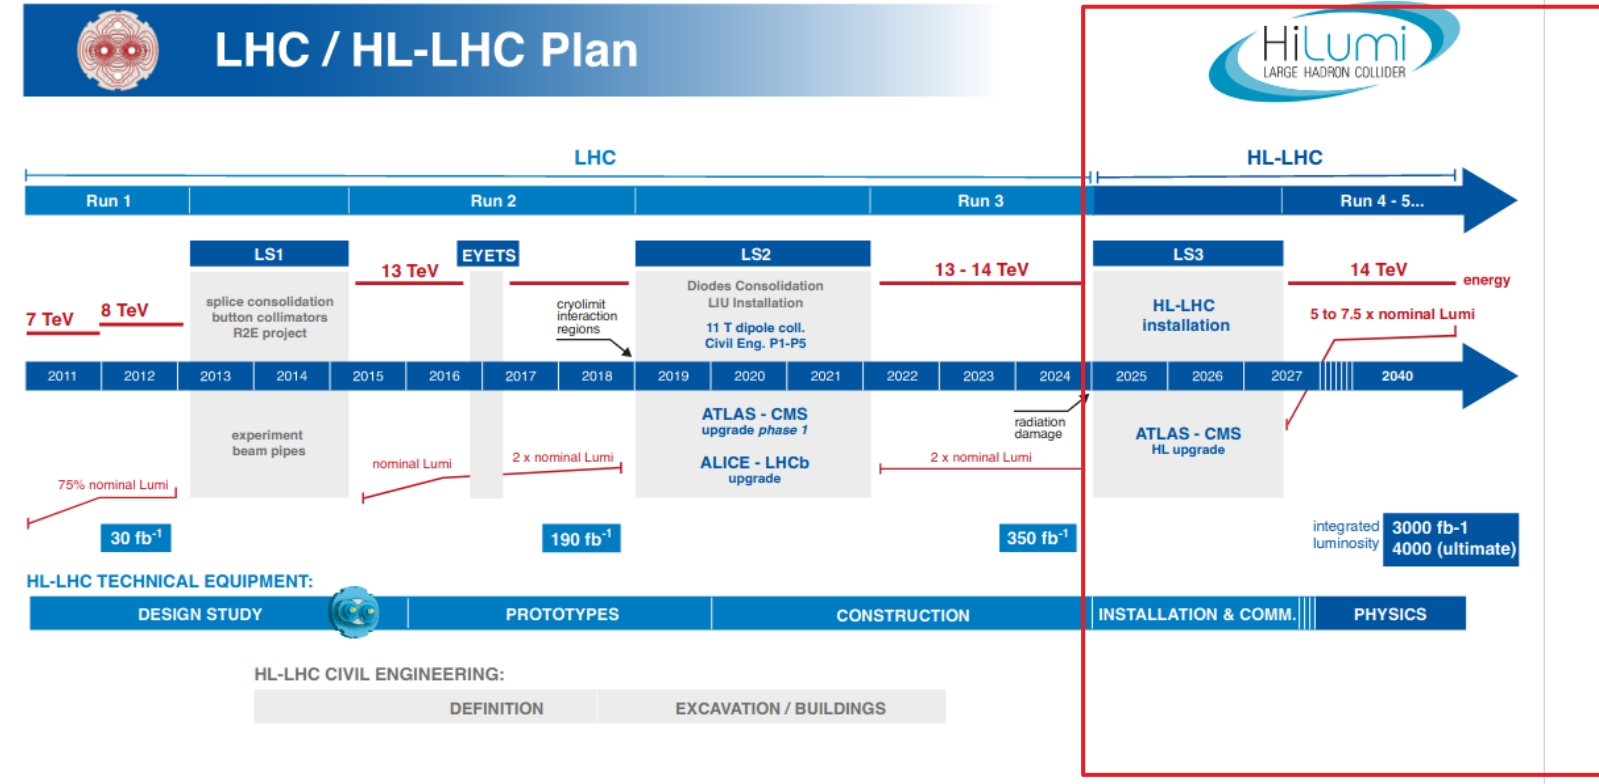 LHC / HL-LHC Plan
HiLumi
LARGE HADRON COLLIDER
LHC
HL-LHC
Run 1
Run 2
Run 3
Run 4 - 5...
LS1
EYETS
LS2
LS3
13 TeV
13 - 14 TeV
14 TeV
energy
7 TeV
8 TeV
splice consolidation
button collimators
R2E project
cryolimit
interaction
regions
Diodes Consolidation
LIU Installation
11 T dipole coll.
Civil Eng. P1-P5
HL-LHC
installation
5 to 7.5 x nominal Lumi
2011
2012
2013
2014
2015
2016
2017
2018
2019
2020
2021
2022
2023
2024
2025
2026
2027
2040
experiment
beam pipes
ATLAS - CMS
upgrade phase 1
ALICE - LHCb
upgrade
radiation
damage
ATLAS - CMS
HL upgrade
75% nominal Lumi
nominal Lumi
2 x nominal Lumi
2 x nominal Lumi
30 fb-1
190 fb-1
350 fb-1
integrated
luminosity
3000 fb-1
4000 (ultimate)
HL-LHC TECHNICAL EQUIPMENT:
DESIGN STUDY
PROTOTYPES
CONSTRUCTION
INSTALLATION & COMM.
PHYSICS
HL-LHC CIVIL ENGINEERING:
DEFINITION
EXCAVATION / BUILDINGS